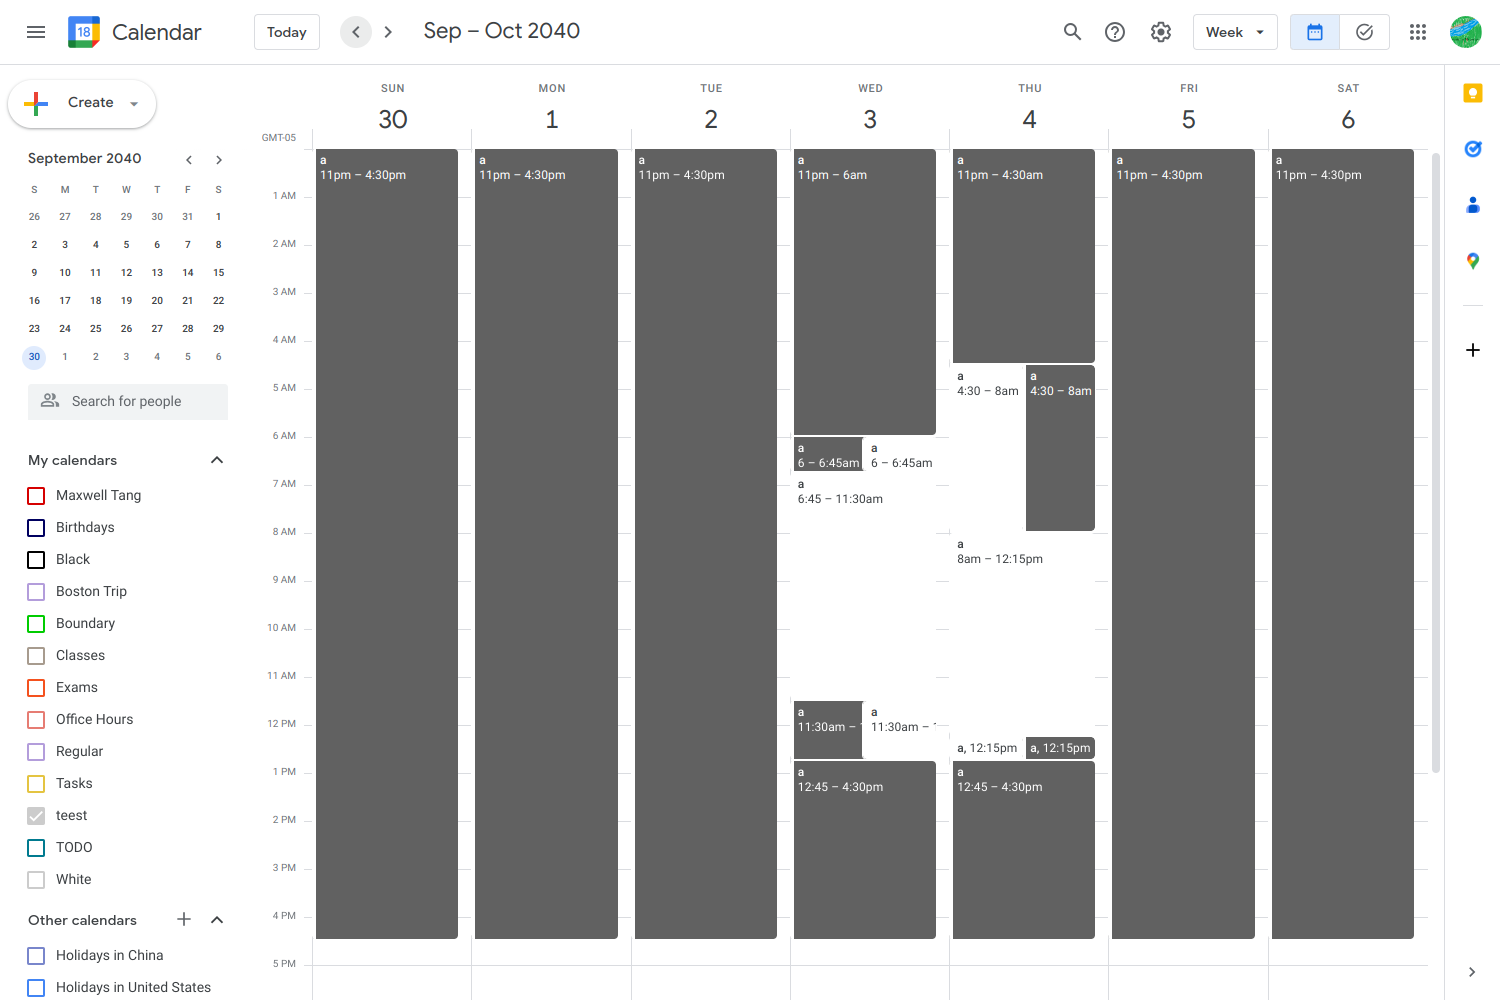 18 Calendar Today Sep – Oct 2040 Week
Create
September 2040
S M T W T F S
26 27 28 29 30 31 1
2 3 4 5 6 7 8
9 10 11 12 13 14 15
16 17 18 19 20 21 22
23 24 25 26 27 28 29
30 1 2 3 4 5 6
Search for people
My calendars
Maxwell Tang
Birthdays
Black
Boston Trip
Boundary
Classes
Exams
Office Hours
Regular
Tasks
teest
TODO
White
Other calendars
Holidays in China
Holidays in United States
SUN MON TUE WED THU FRI SAT
30 1 2 3 4 5 6
GMT-05
1 AM
2 AM
3 AM
4 AM
5 AM
6 AM
7 AM
8 AM
9 AM
10 AM
11 AM
12 PM
1 PM
2 PM
3 PM
4 PM
5 PM
a
11pm – 4:30pm
a
11pm – 4:30pm
a
11pm – 4:30pm
a
11pm – 6am
a
6 – 6:45am
a
6 – 6:45am
a
6:45 – 11:30am
a
11:30am –
a
11:30am –
a
12:45 – 4:30pm
a
11pm – 4:30am
a
4:30 – 8am
a
4:30 – 8am
a
8am – 12:15pm
a, 12:15pm
a, 12:15pm
a
12:45 – 4:30pm
a
11pm – 4:30pm
a
11pm – 4:30pm